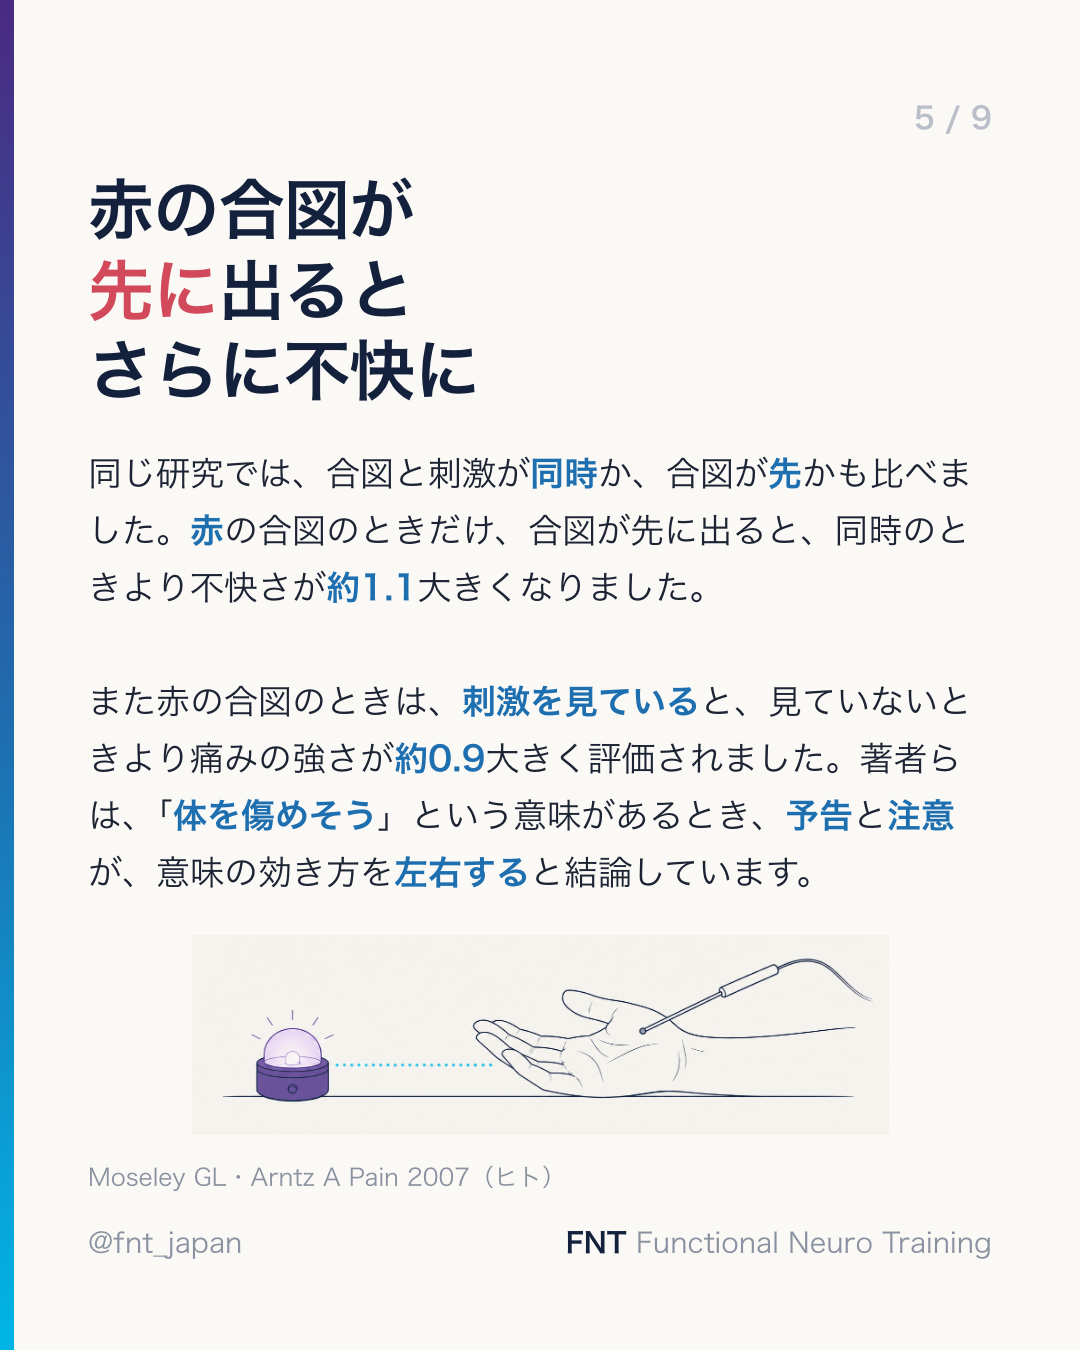 5 / 9
赤の合図が
先に出ると
さらに不快に
同じ研究では、合図と刺激が同時か、合図が先かも比べま
した。赤の合図のときだけ、合図が先に出ると、同時のと
きより不快さが約1.1大きくなりました。
また赤の合図のときは、刺激を見ていると、見ていないと
きより痛みの強さが約0.9大きく評価されました。著者ら
は、「体を傷めそう」という意味があるとき、予告と注意
が、意味の効き方を左右すると結論しています。
Moseley GL・Arntz A Pain 2007（ヒト）
@fnt_japan
FNT Functional Neuro Training